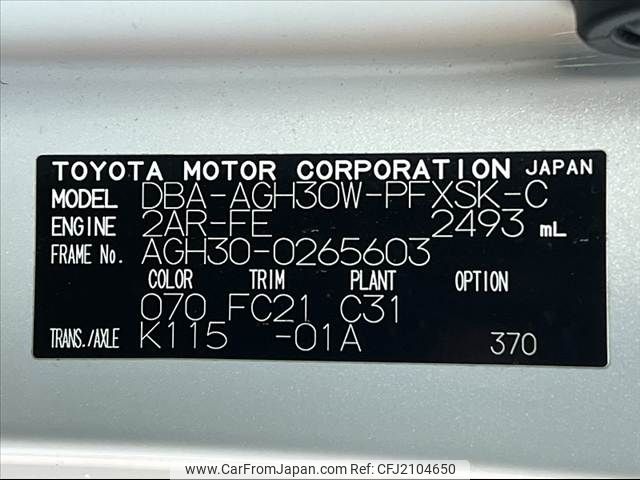 TOYOTA MOTOR CORPORATION JAPAN
MODEL DBA-AGH30W-PFXSK-C
ENGINE 2AR-FE 2493 mL
FRAME No. AGH30-0265603
COLOR TRIM PLANT OPTION
070 FC21 C31
TRANS./AXLE K115 -01A 370
www.CarFromJapan.com | CFJ2104650